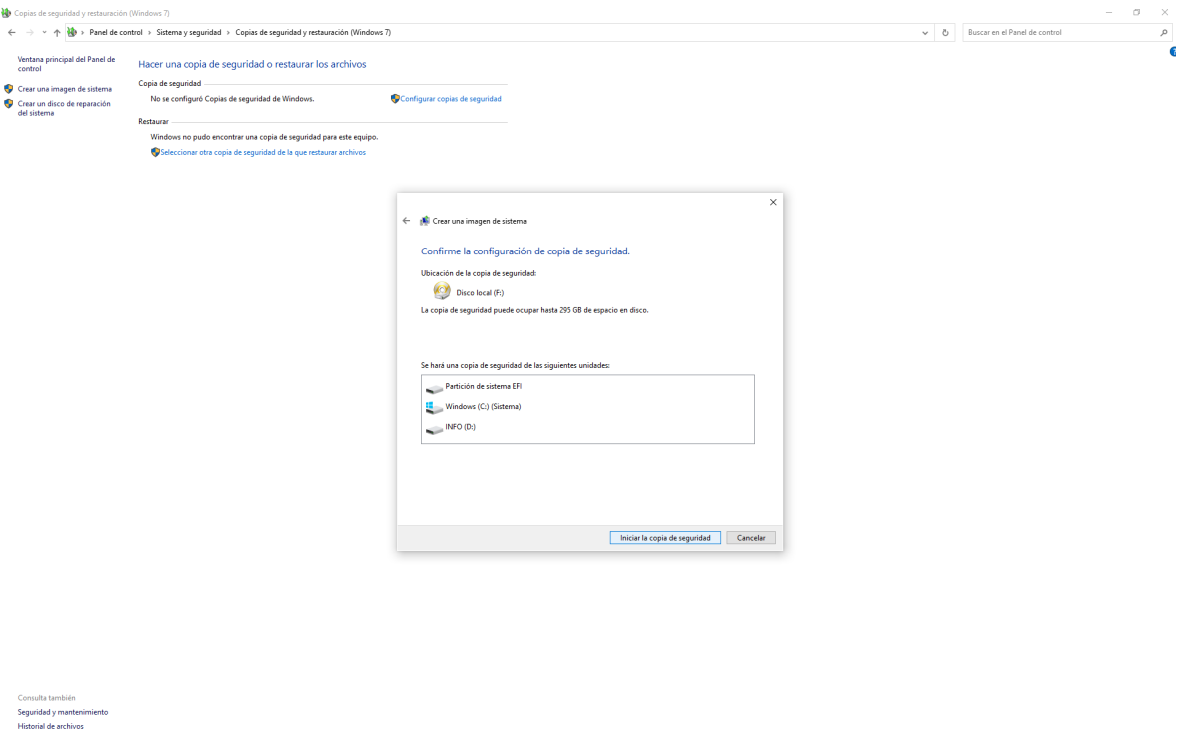 Copias de seguridad y restauración (Windows 7)
Panel de control › Sistema y seguridad › Copias de seguridad y restauración (Windows 7)
Buscar en el Panel de control
Ventana principal del Panel de
control
Crear una imagen de sistema
Crear un disco de reparación
del sistema
Hacer una copia de seguridad o restaurar los archivos
Copia de seguridad
No se configuró Copias de seguridad de Windows.
Configurar copias de seguridad
Restaurar
Windows no pudo encontrar una copia de seguridad para este equipo.
Seleccionar otra copia de seguridad de la que restaurar archivos
Crear una imagen de sistema
Confirme la configuración de copia de seguridad.
Ubicación de la copia de seguridad:
Disco local (F:)
La copia de seguridad puede ocupar hasta 295 GB de espacio en disco.
Se hará una copia de seguridad de las siguientes unidades:
Partición de sistema EFI
Windows (C:) (Sistema)
INFO (D:)
Iniciar la copia de seguridad
Cancelar
Consulta también
Seguridad y mantenimiento
Historial de archivos